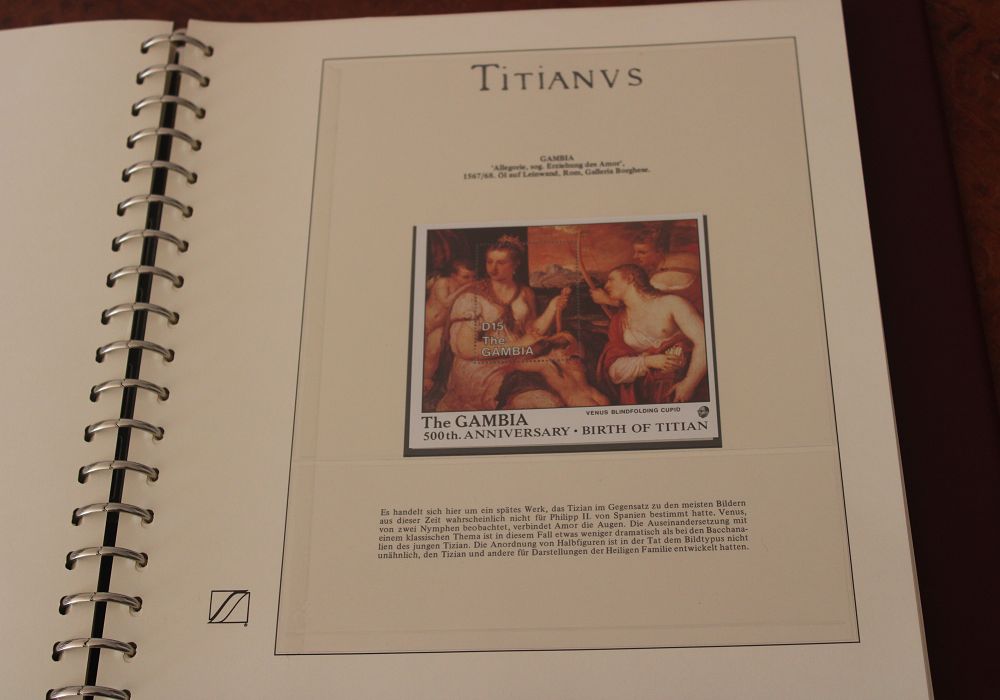 TITIANVS
GAMBIA
'Allegorie, sog. Erziehung des Amor',
1567/68. Öl auf Leinwand, Rom, Galleria Borghese.
D15
The
GAMBIA
VENUS BLINDFOLDING CUPID
The GAMBIA
500th. ANNIVERSARY • BIRTH OF TITIAN
Es handelt sich hier um ein spätes Werk, das Tizian im Gegensatz zu den meisten Bildern
aus dieser Zeit wahrscheinlich nicht für Philipp II. von Spanien bestimmt hatte. Venus,
von zwei Nymphen beobachtet, verbindet Amor die Augen. Die Auseinandersetzung mit
einem klassischen Thema ist in diesem Fall etwas weniger dramatisch als bei den Bacchana-
lien des jungen Tizian. Die Anordnung von Halbfiguren ist in der Tat dem Bildtypus nicht
unähnlich, den Tizian und andere für Darstellungen der Heiligen Familie entwickelt hatten.